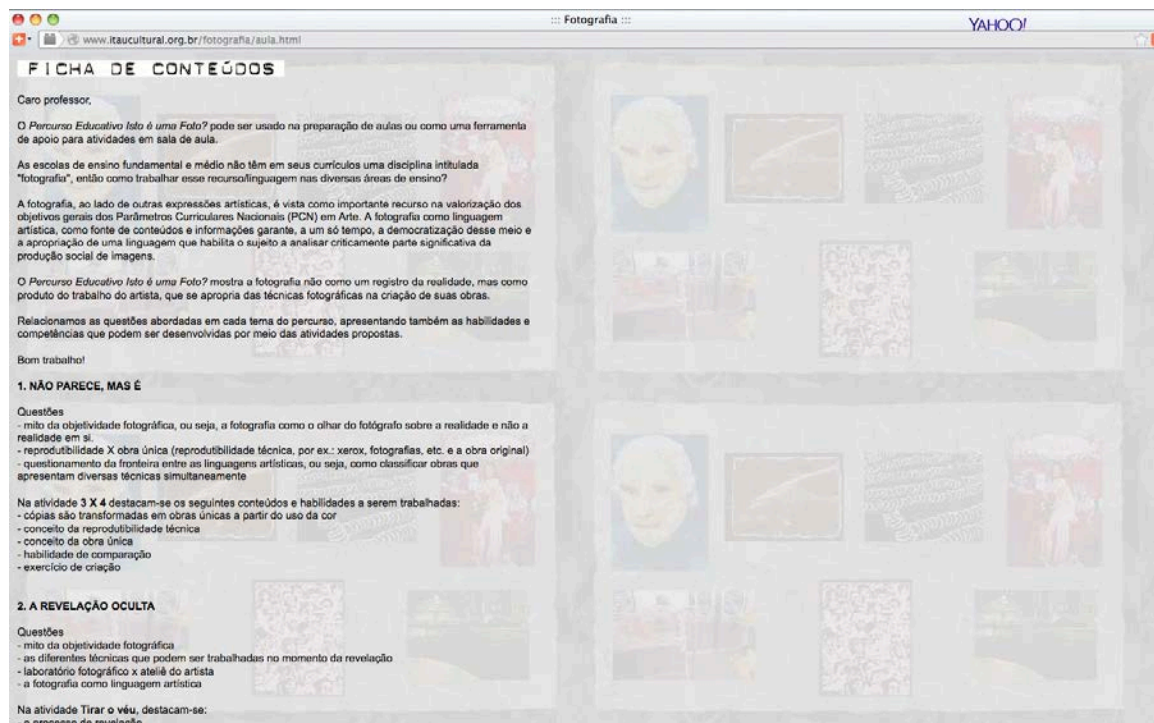 ::: Fotografia :::
YAHOO!
www.itaucultural.org.br/fotografia/aula.html
FICHA DE CONTEÚDOS
Caro professor,
O Percurso Educativo Isto é uma Foto? pode ser usado na preparação de aulas ou como uma ferramenta
de apoio para atividades em sala de aula.
As escolas de ensino fundamental e médio não têm em seus currículos uma disciplina intitulada
"fotografia", então como trabalhar esse recurso/linguagem nas diversas áreas de ensino?
A fotografia, ao lado de outras expressões artísticas, é vista como importante recurso na valorização dos
objetivos gerais dos Parâmetros Curriculares Nacionais (PCN) em Arte. A fotografia como linguagem
artística, como fonte de conteúdos e informações garante, a um só tempo, a democratização desse meio e
a apropriação de uma linguagem que habilita o sujeito a analisar criticamente parte significativa da
produção social de imagens.
O Percurso Educativo Isto é uma Foto? mostra a fotografia não como um registro da realidade, mas como
produto do trabalho do artista, que se apropria das técnicas fotográficas na criação de suas obras.
Relacionamos as questões abordadas em cada tema do percurso, apresentando também as habilidades e
competências que podem ser desenvolvidas por meio das atividades propostas.
Bom trabalho!
1. NÃO PARECE, MAS É
Questões
- mito da objetividade fotográfica, ou seja, a fotografia como o olhar do fotógrafo sobre a realidade e não a
realidade em si.
- reprodutibilidade X obra única (reprodutibilidade técnica, por ex.: xerox, fotografias, etc. e a obra original)
- questionamento da fronteira entre as linguagens artísticas, ou seja, como classificar obras que
apresentam diversas técnicas simultaneamente
Na atividade 3 X 4 destacam-se os seguintes conteúdos e habilidades a serem trabalhadas:
- cópias são transformadas em obras únicas a partir do uso da cor
- conceito da reprodutibilidade técnica
- conceito da obra única
- habilidade de comparação
- exercício de criação
2. A REVELAÇÃO OCULTA
Questões
- mito da objetividade fotográfica
- as diferentes técnicas que podem ser trabalhadas no momento da revelação
- laboratório fotográfico x ateliê do artista
- a fotografia como linguagem artística
Na atividade Tirar o véu, destacam-se:
- o processo de revelação